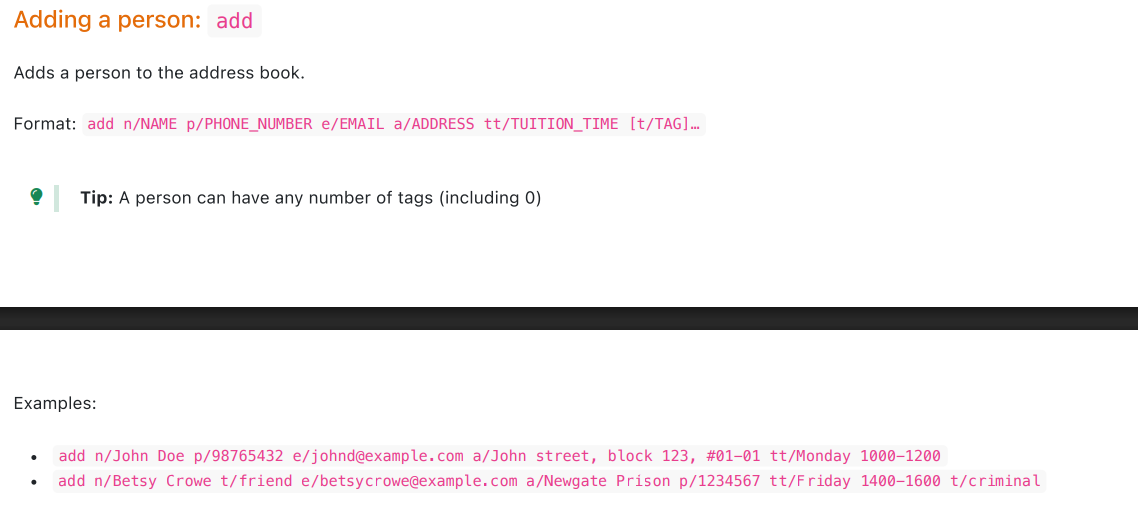 Adding a person: add
Adds a person to the address book.
Format: add n/NAME p/PHONE_NUMBER e/EMAIL a/ADDRESS tt/TUITION_TIME [t/TAG]…
Tip: A person can have any number of tags (including 0)
Examples:
• add n/John Doe p/98765432 e/johnd@example.com a/John street, block 123, #01-01 tt/Monday 1000-1200
• add n/Betsy Crowe t/friend e/betsycrowe@example.com a/Newgate Prison p/1234567 tt/Friday 1400-1600 t/criminal